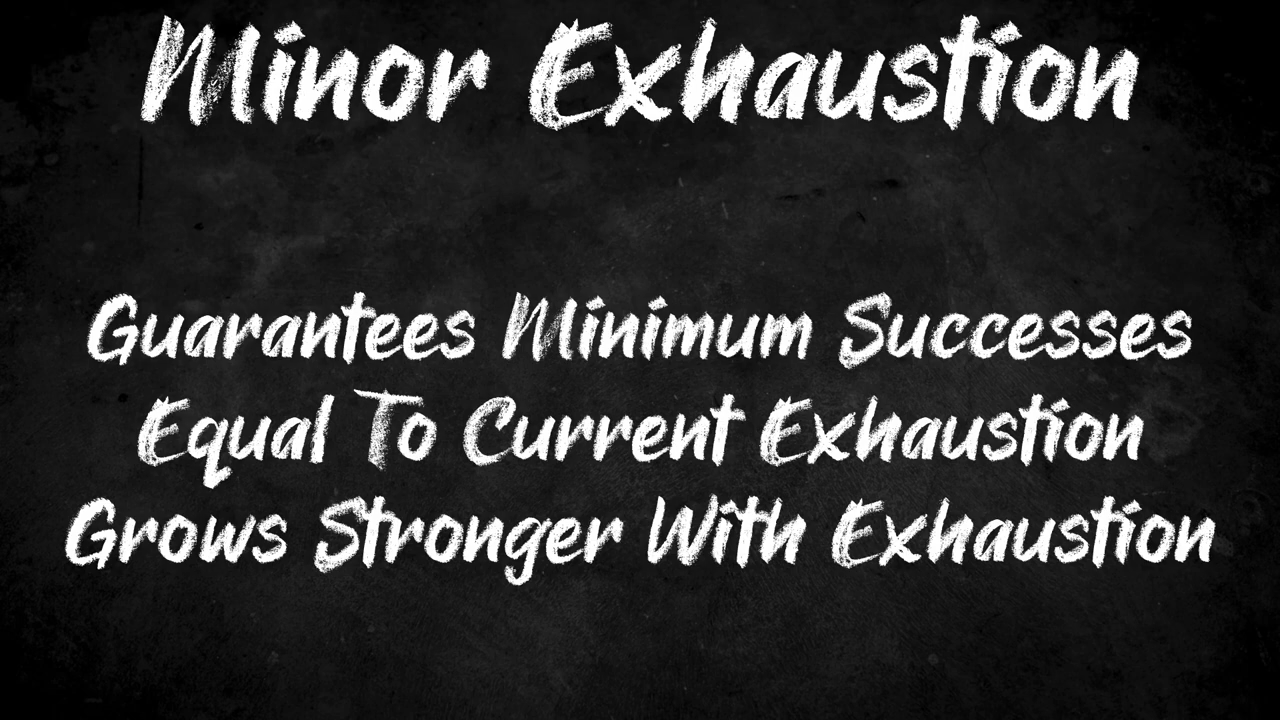 Minor Exhaustion
Guarantees Minimum Successes
Equal To Current Exhaustion
Grows Stronger With Exhaustion